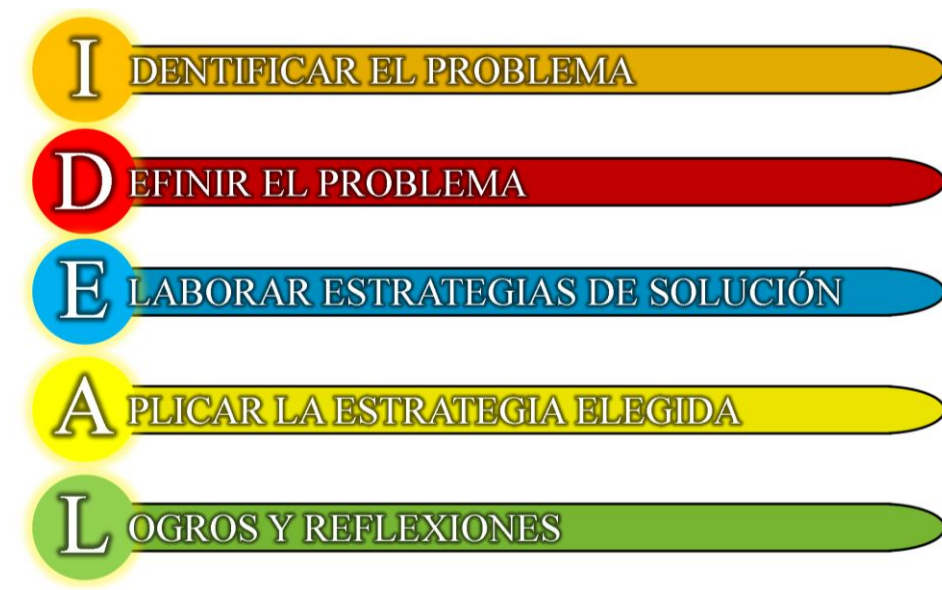 IDENTIFICAR EL PROBLEMA
DEFINIR EL PROBLEMA
ELABORAR ESTRATEGIAS DE SOLUCIÓN
APLICAR LA ESTRATEGIA ELEGIDA
LOGROS Y REFLEXIONES